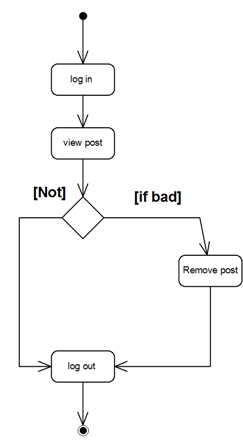 log in
view post
[Not]
[if bad]
Remove post
log out